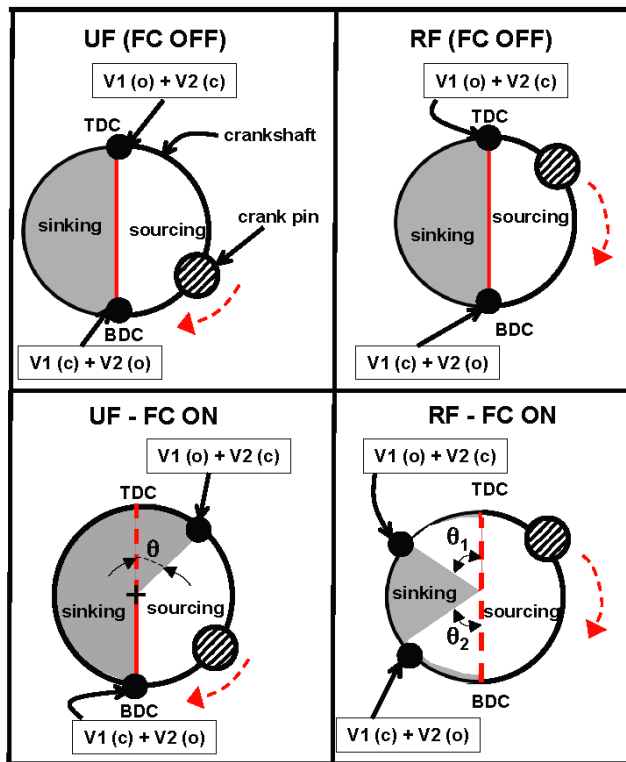 UF (FC OFF)
V1 (o) + V2 (c)
TDC
crankshaft
sinking
sourcing
crank pin
BDC
V1 (c) + V2 (o)
RF (FC OFF)
V1 (o) + V2 (c)
TDC
sourcing
sinking
BDC
V1 (c) + V2 (o)
UF - FC ON
V1 (o) + V2 (c)
TDC
θ
sinking
sourcing
BDC
V1 (c) + V2 (o)
RF - FC ON
V1 (o) + V2 (c)
TDC
θ1
sinking
sourcing
θ2
BDC
V1 (c) + V2 (o)